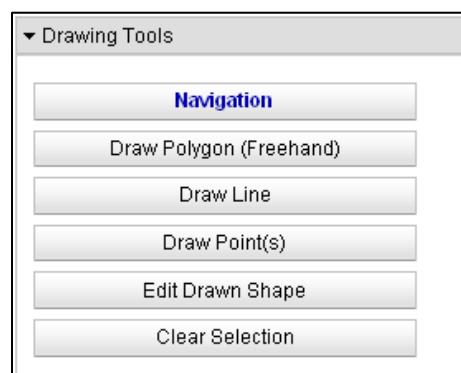 Drawing Tools
Navigation
Draw Polygon (Freehand)
Draw Line
Draw Point(s)
Edit Drawn Shape
Clear Selection